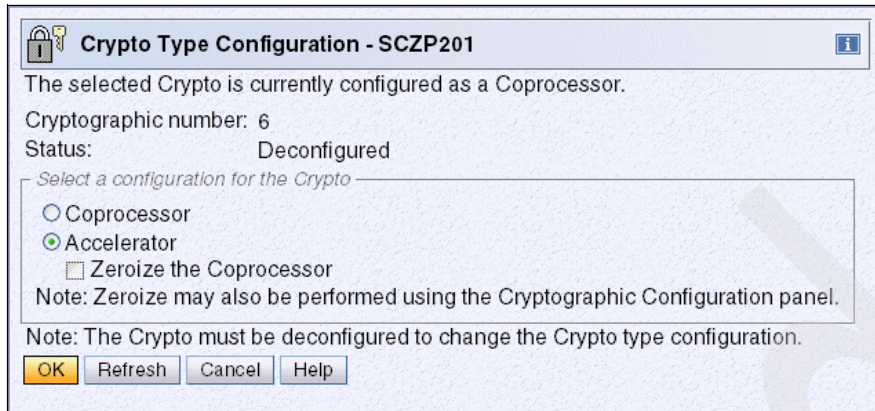 Crypto Type Configuration - SCZP201
i
The selected Crypto is currently configured as a Coprocessor.
Cryptographic number: 6
Status: Deconfigured
Select a configuration for the Crypto
Coprocessor
Accelerator
Zeroize the Coprocessor
Note: Zeroize may also be performed using the Cryptographic Configuration panel.
Note: The Crypto must be deconfigured to change the Crypto type configuration.
OK Refresh Cancel Help